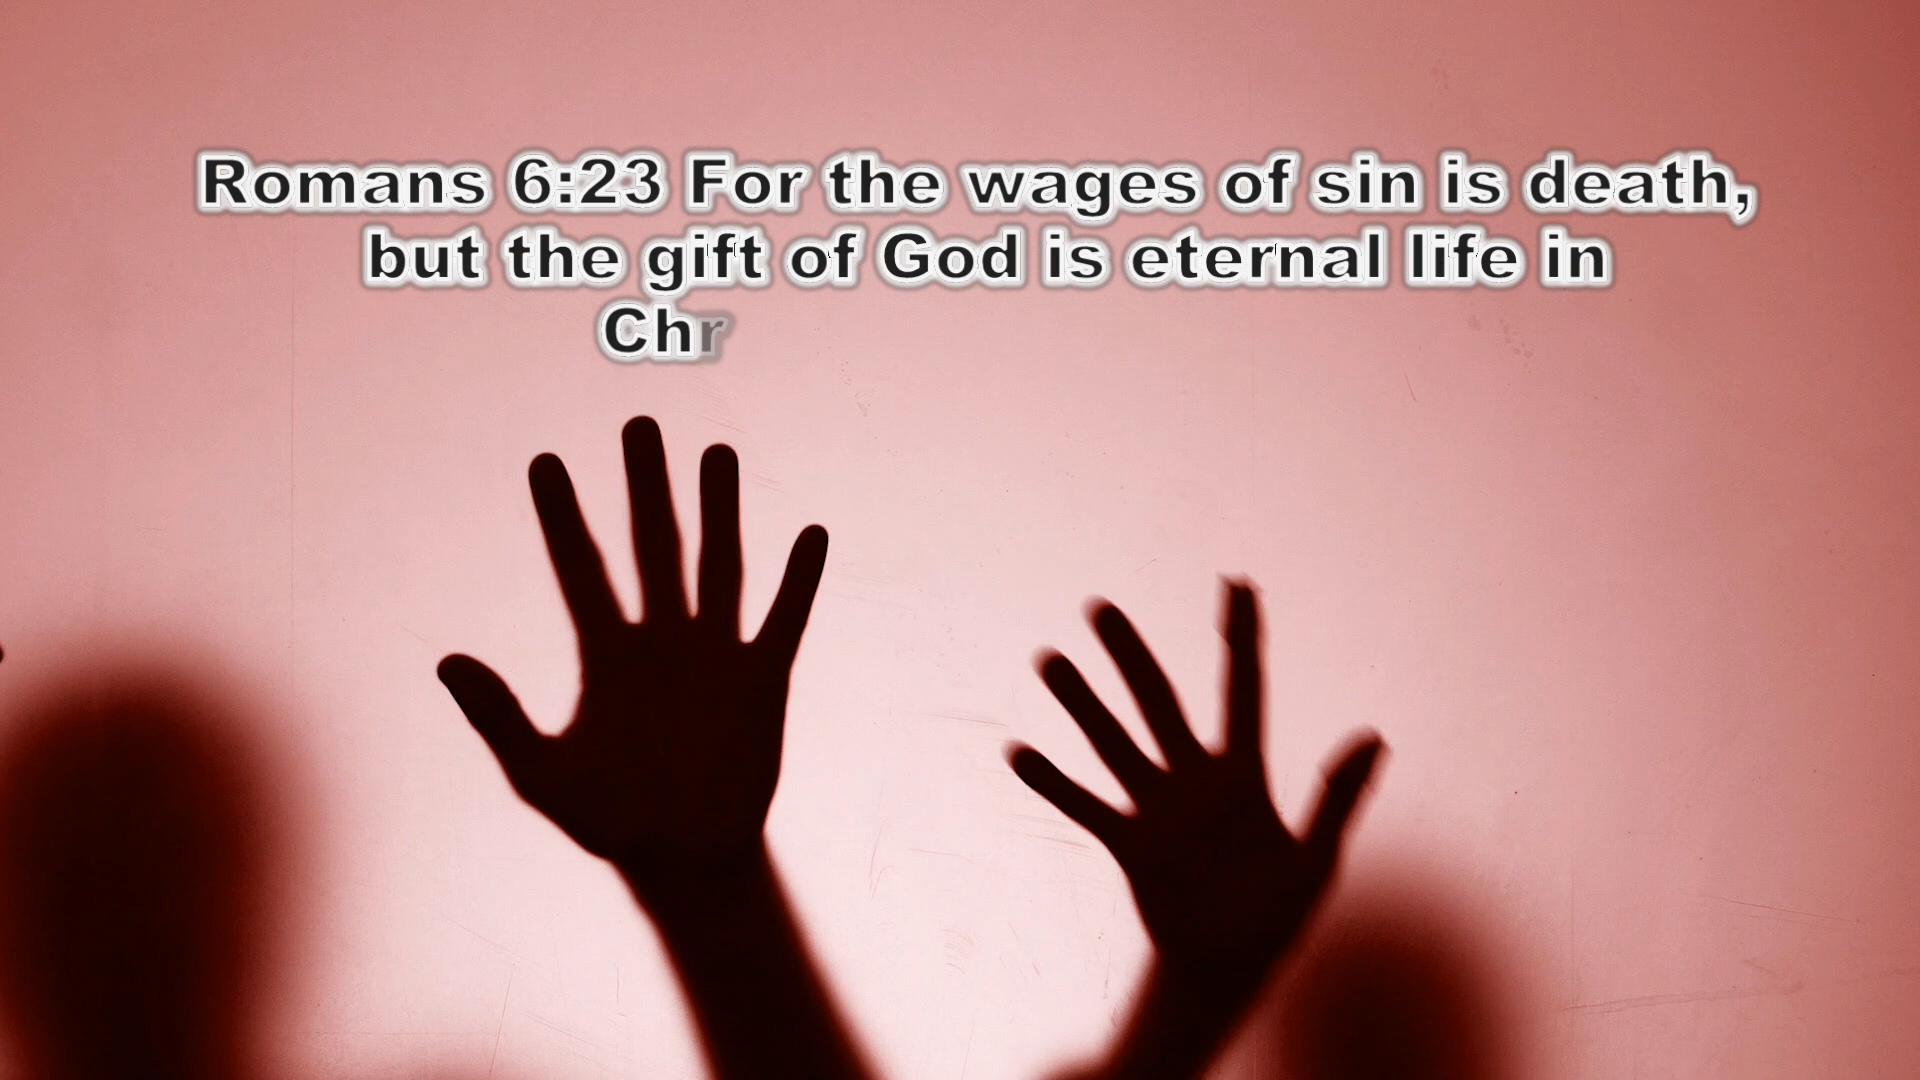 Romans 6:23 For the wages of sin is death,
but the gift of God is eternal life in
Chr